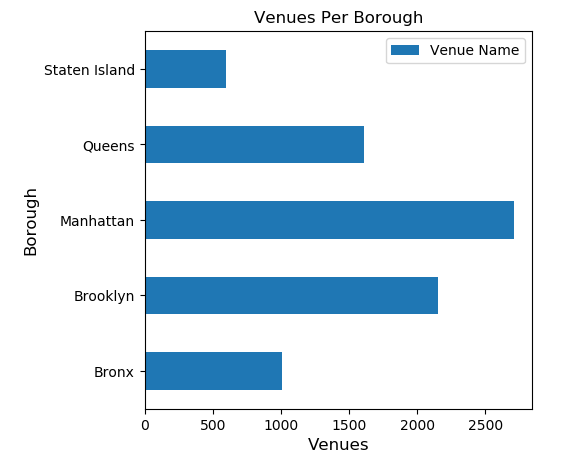 Venues Per Borough
Venue Name
Staten Island
Queens
Manhattan
Brooklyn
Bronx
Borough
0 500 1000 1500 2000 2500
Venues